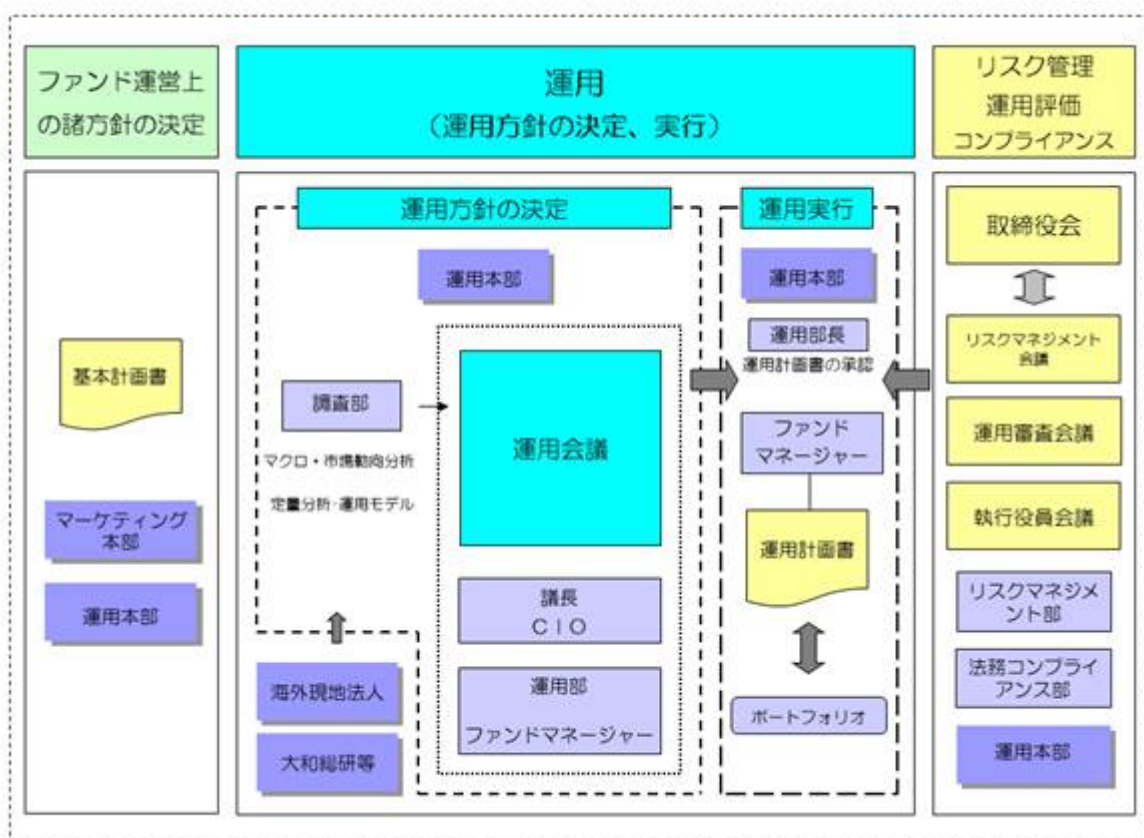 ファンド運営上
の諸方針の決定
運用
（運用方針の決定、実行）
リスク管理
運用評価
コンプライアンス
基本計画書
マーケティング
本部
運用本部
運用方針の決定
運用本部
調査部
マクロ・市場動向分析
定量分析・運用モデル
運用会議
議長
ＣＩＯ
運用部
ファンドマネージャー
海外現地法人
大和総研等
運用実行
運用本部
運用部長
運用計画書の承認
ファンド
マネージャー
運用計画書
ポートフォリオ
取締役会
リスクマネジメント
会議
運用審査会議
執行役員会議
リスクマネジメ
ント部
法務コンプライ
アンス部
運用本部